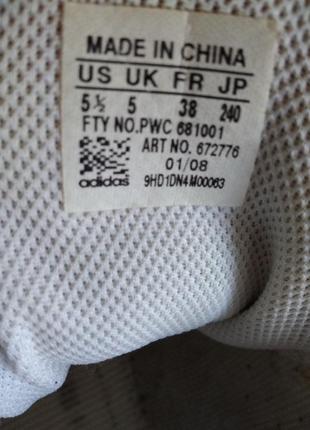 MADE IN CHINA
US UK FR JP
5½ 5 38 240
FTY NO.PWC 681001
ART NO. 672776
01/08
adidas 9HD1DN4M00063